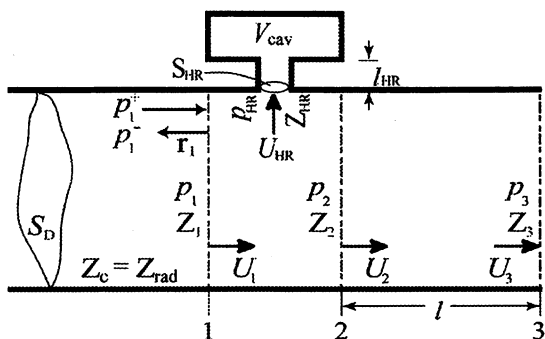 V_cav
S_HR
l_HR
p_1^+
p_1^-
r_1
p_HR
Z_HR
U_HR
S_D
p_1
Z_1
p_2
Z_2
p_3
Z_3
Z_c = Z_rad
U_1
U_2
U_3
l
1
2
3